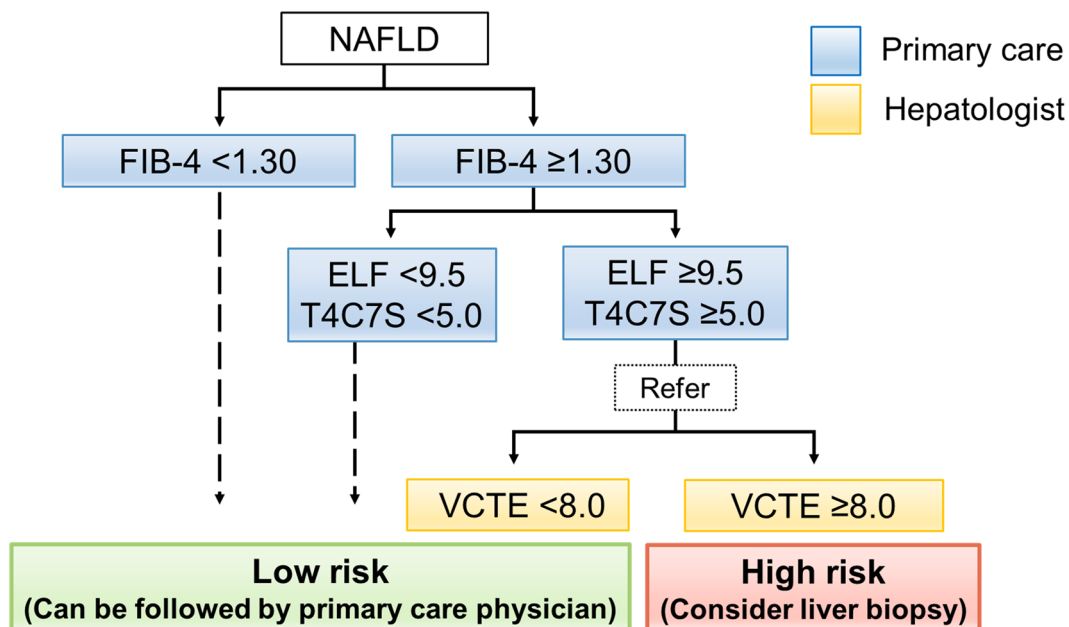 NAFLD
Primary care
Hepatologist
FIB-4 <1.30
FIB-4 ≥1.30
ELF <9.5
T4C7S <5.0
ELF ≥9.5
T4C7S ≥5.0
Refer
VCTE <8.0
VCTE ≥8.0
Low risk
(Can be followed by primary care physician)
High risk
(Consider liver biopsy)